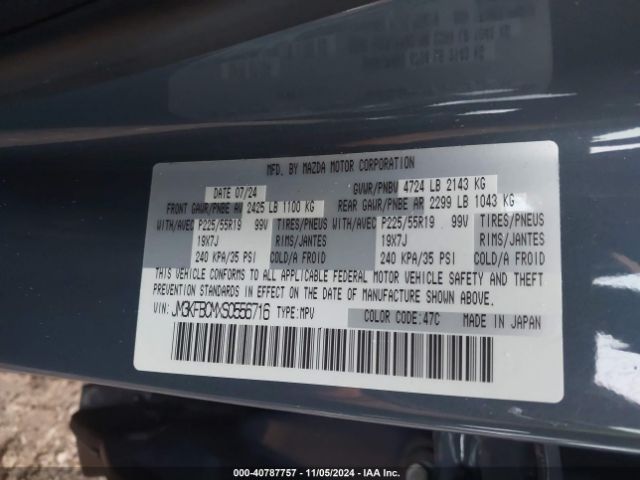 MFD. BY MAZDA MOTOR CORPORATION
DATE 07/24 GVWR/PNBV 4724 LB 2143 KG
FRONT GAWR/PNBE AV 2425 LB 1100 KG REAR GAWR/PNBE AR 2299 LB 1043 KG
WITH/AVEC P225/55R19 99V TIRES/PNEUS WITH/AVEC P225/55R19 99V TIRES/PNEUS
19X7J RIMS/JANTES 19X7J RIMS/JANTES
240 KPA/35 PSI COLD/A FROID 240 KPA/35 PSI COLD/A FROID
THIS VEHICLE CONFORMS TO ALL APPLICABLE FEDERAL MOTOR VEHICLE SAFETY AND THEFT
PREVENTION STANDARDS IN EFFECT ON THE DATE OF MANUFACTURE SHOWN ABOVE.
VIN: JM3KFBCMXS0556716 TYPE:MPV COLOR CODE:47C MADE IN JAPAN
© 2024 - 40787757 - 11/05/2024 - IAA Inc.